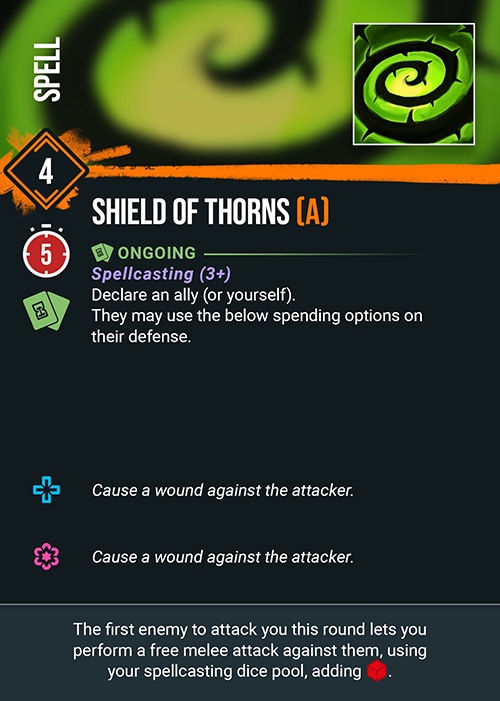 SPELL
4
SHIELD OF THORNS (A)
5
ONGOING
Spellcasting (3+)
Declare an ally (or yourself).
They may use the below spending options on
their defense.
Cause a wound against the attacker.
Cause a wound against the attacker.
The first enemy to attack you this round lets you
perform a free melee attack against them, using
your spellcasting dice pool, adding .